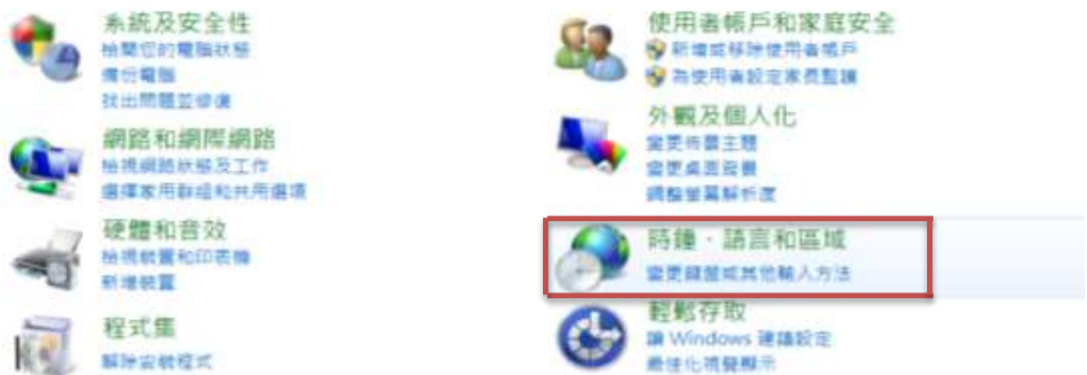 系統及安全性
檢閱您的電腦狀態
備份電腦
找出問題並修復
網路和網際網路
檢視網路狀態及工作
選擇家用群組和共用選項
硬體和音效
檢視裝置和印表機
新增裝置
程式集
解除安裝程式
使用者帳戶和家庭安全
新增或移除使用者帳戶
為使用者設定家長監護
外觀及個人化
變更佈景主題
變更桌面背景
調整螢幕解析度
時鐘、語言和區域
變更鍵盤或其他輸入方法
輕鬆存取
讓 Windows 建議設定
最佳化視覺顯示